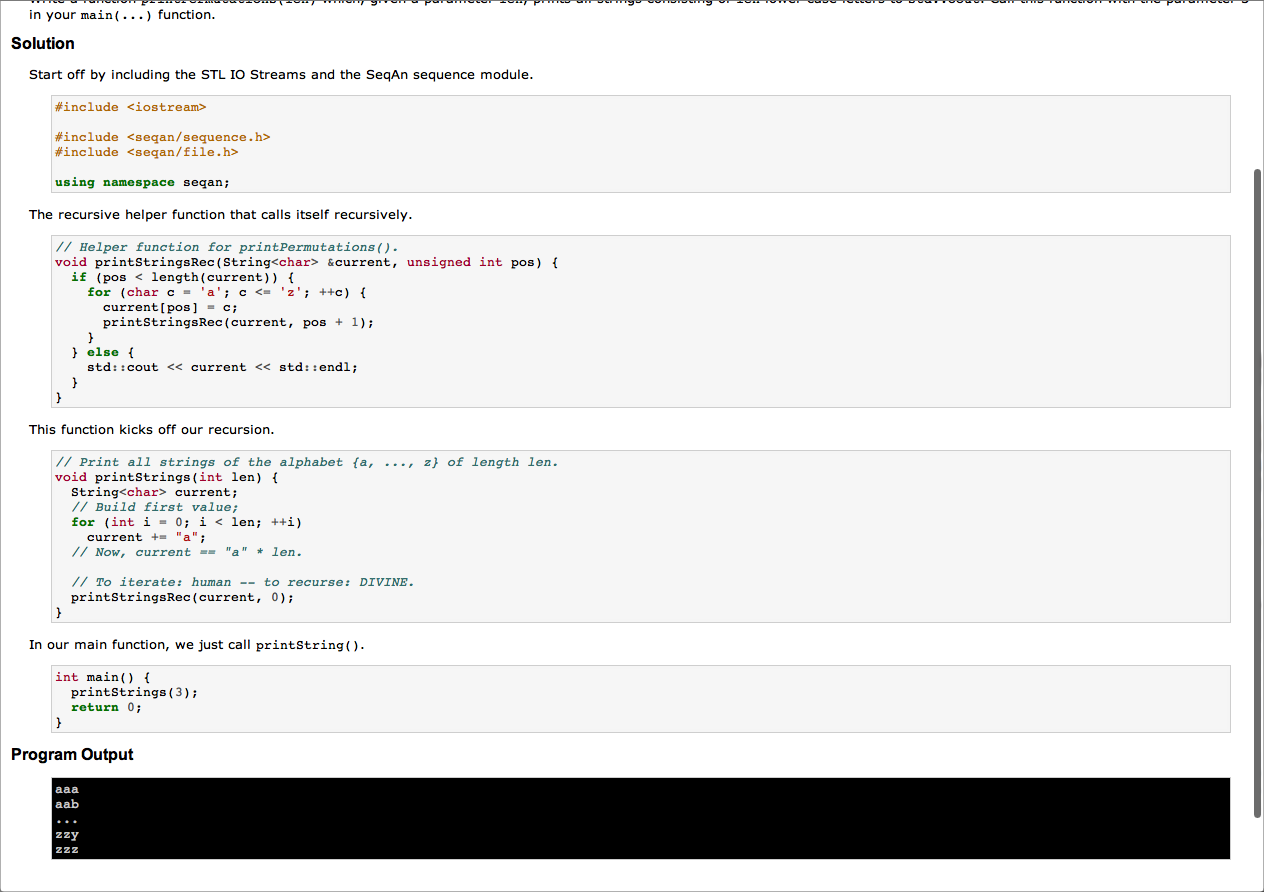 in your main(...) function.
Solution
Start off by including the STL IO Streams and the SeqAn sequence module.
#include <iostream>
#include <seqan/sequence.h>
#include <seqan/file.h>
using namespace seqan;
The recursive helper function that calls itself recursively.
// Helper function for printPermutations().
void printStringsRec(String<char> &current, unsigned int pos) {
  if (pos < length(current)) {
    for (char c = 'a'; c <= 'z'; ++c) {
      current[pos] = c;
      printStringsRec(current, pos + 1);
    }
  } else {
    std::cout << current << std::endl;
  }
}
This function kicks off our recursion.
// Print all strings of the alphabet {a, ..., z} of length len.
void printStrings(int len) {
  String<char> current;
  // Build first value;
  for (int i = 0; i < len; ++i)
    current += "a";
  // Now, current == "a" * len.
  // To iterate: human -- to recurse: DIVINE.
  printStringsRec(current, 0);
}
In our main function, we just call printString().
int main() {
  printStrings(3);
  return 0;
}
Program Output
aaa
aab
...
zzy
zzz